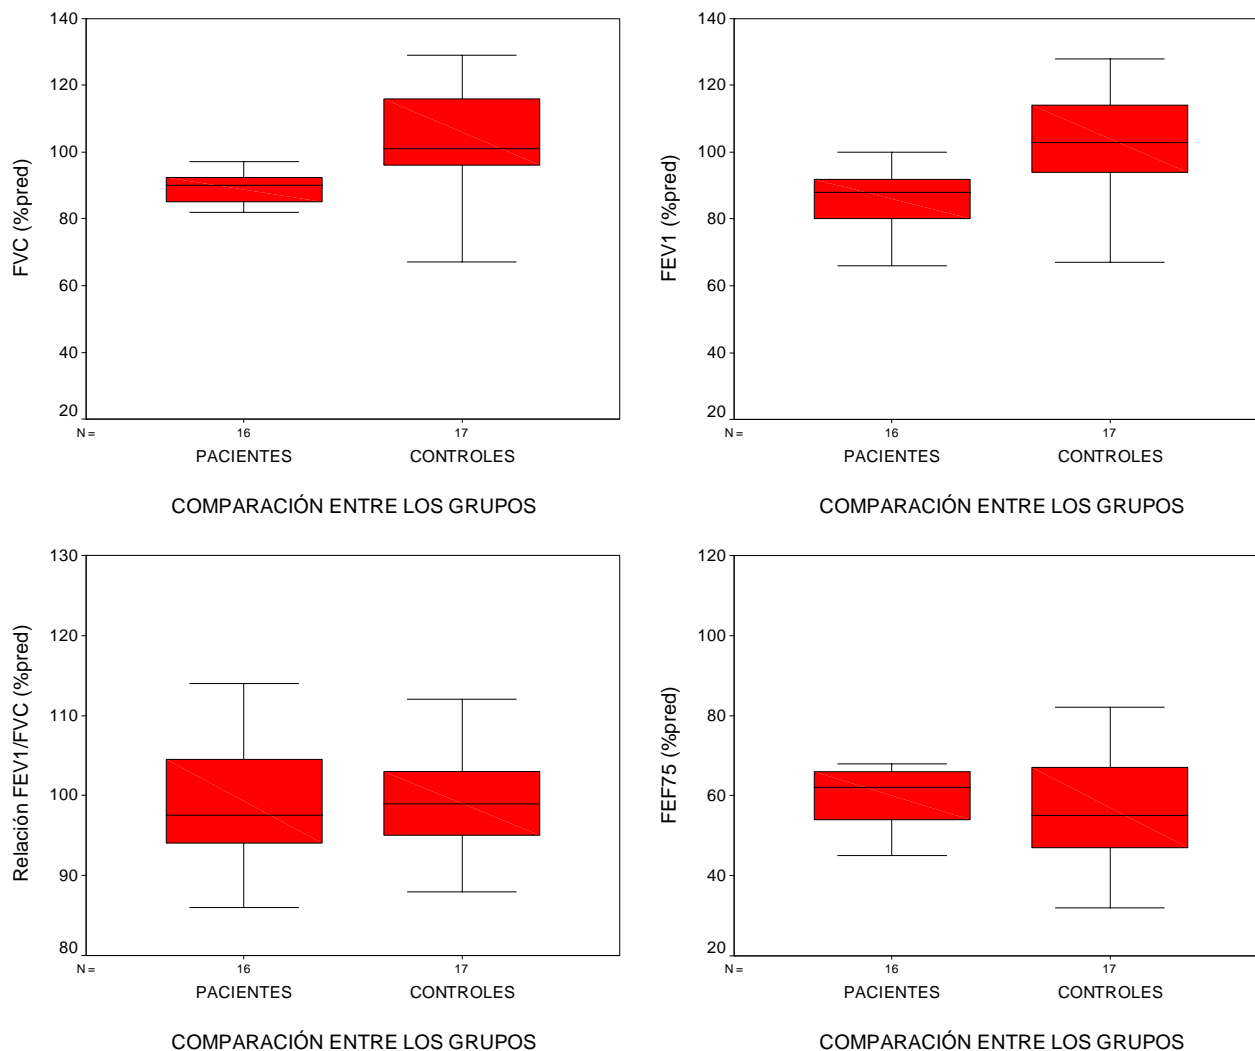 FVC (%pred)
140
120
100
80
60
40
20
N =
16
17
PACIENTES
CONTROLES
COMPARACIÓN ENTRE LOS GRUPOS
FEV1 (%pred)
140
120
100
80
60
40
20
N =
16
17
PACIENTES
CONTROLES
COMPARACIÓN ENTRE LOS GRUPOS
Relación FEV1/FVC (%pred)
130
120
110
100
90
80
N =
16
17
PACIENTES
CONTROLES
COMPARACIÓN ENTRE LOS GRUPOS
FEF75 (%pred)
120
100
80
60
40
20
N =
16
17
PACIENTES
CONTROLES
COMPARACIÓN ENTRE LOS GRUPOS